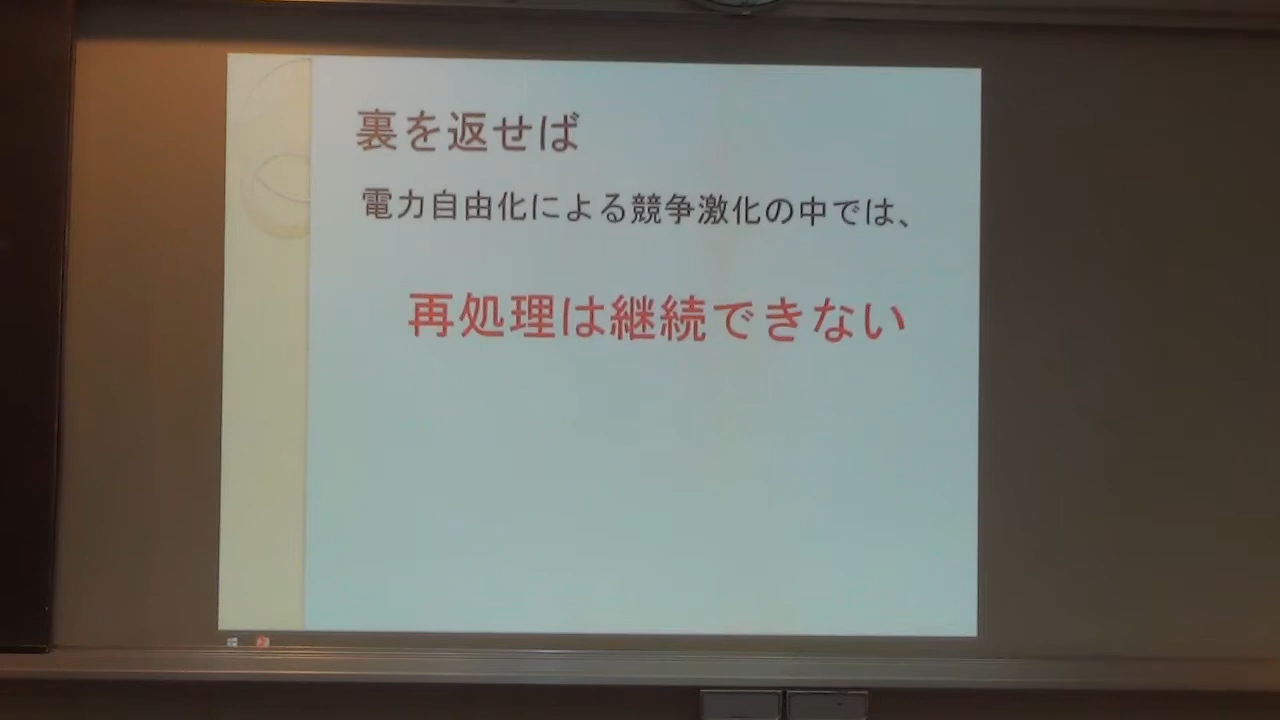 裏を返せば
電力自由化による競争激化の中では、
再処理は継続できない